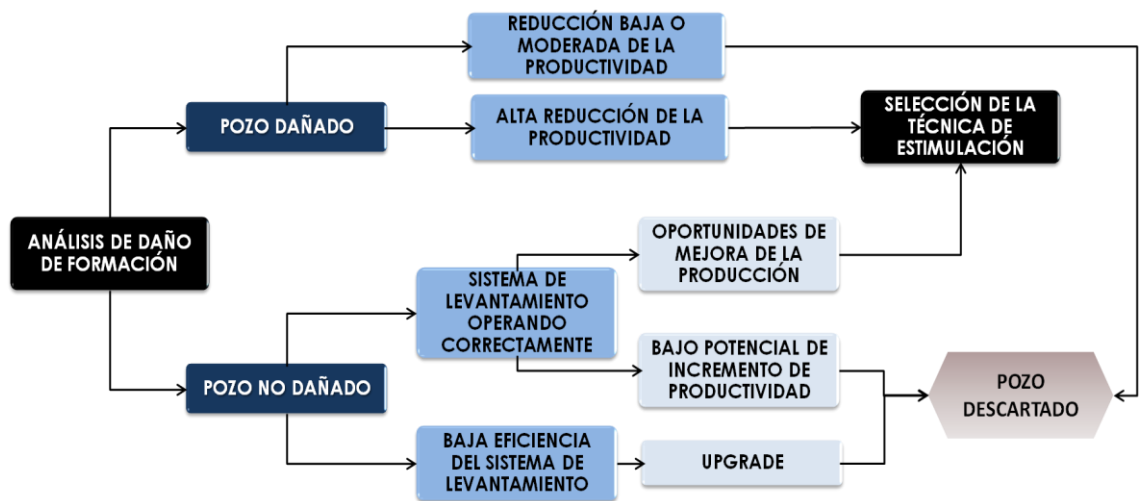 REDUCCIÓN BAJA O
MODERADA DE LA
PRODUCTIVIDAD
POZO DAÑADO
ALTA REDUCCIÓN DE LA
PRODUCTIVIDAD
SELECCIÓN DE LA
TÉCNICA DE
ESTIMULACIÓN
ANÁLISIS DE DAÑO
DE FORMACIÓN
OPORTUNIDADES DE
MEJORA DE LA
PRODUCCIÓN
SISTEMA DE
LEVANTAMIENTO
OPERANDO
CORRECTAMENTE
BAJO POTENCIAL DE
INCREMENTO DE
PRODUCTIVIDAD
POZO NO DAÑADO
POZO
DESCARTADO
BAJA EFICIENCIA
DEL SISTEMA DE
LEVANTAMIENTO
UPGRADE